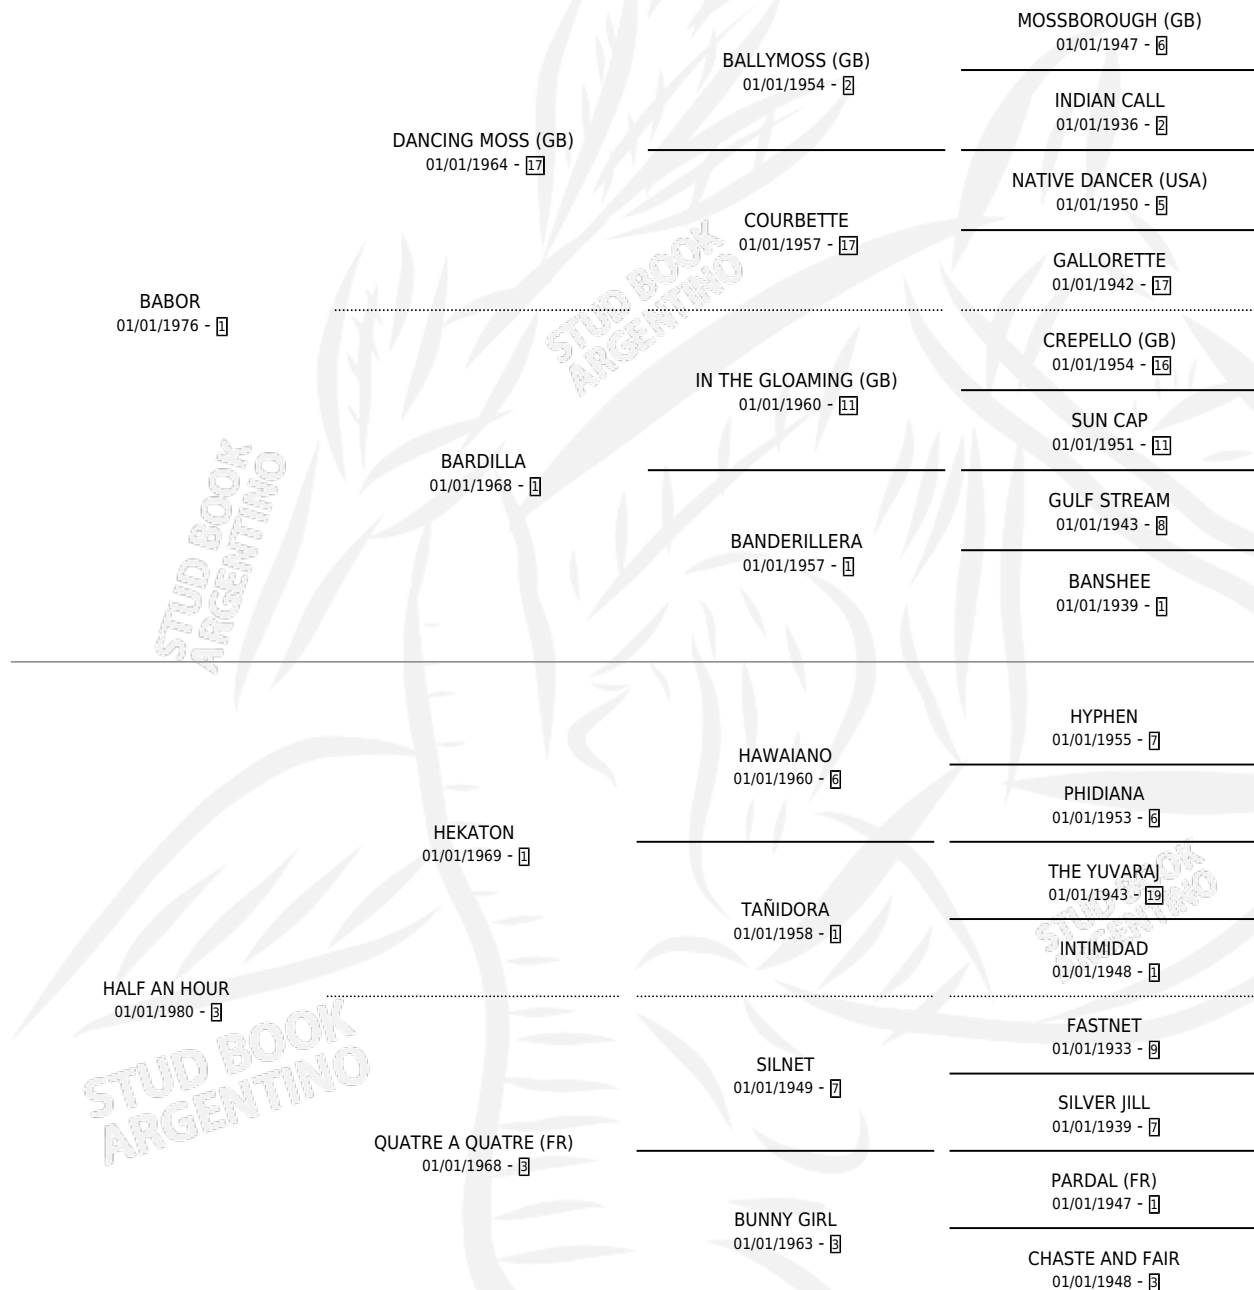 MOSSBOROUGH (GB)
01/01/1947 - 6
BALLYMOSS (GB)
01/01/1954 - 2
INDIAN CALL
01/01/1936 - 2
DANCING MOSS (GB)
01/01/1964 - 17
NATIVE DANCER (USA)
01/01/1950 - 5
COURBETTE
01/01/1957 - 17
GALLORETTE
01/01/1942 - 17
BABOR
01/01/1976 - 1
CREPELLO (GB)
01/01/1954 - 16
IN THE GLOAMING (GB)
01/01/1960 - 11
SUN CAP
01/01/1951 - 11
BARDILLA
01/01/1968 - 1
GULF STREAM
01/01/1943 - 8
BANDERILLERA
01/01/1957 - 1
BANSHEE
01/01/1939 - 1
HYPHEN
01/01/1955 - 7
HAWAIANO
01/01/1960 - 6
PHIDIANA
01/01/1953 - 6
HEKATON
01/01/1969 - 1
THE YUVARAJ
01/01/1943 - 19
TAÑIDORA
01/01/1958 - 1
INTIMIDAD
01/01/1948 - 1
HALF AN HOUR
01/01/1980 - 3
FASTNET
01/01/1933 - 9
SILNET
01/01/1949 - 7
SILVER JILL
01/01/1939 - 7
QUATRE A QUATRE (FR)
01/01/1968 - 3
PARDAL (FR)
01/01/1947 - 1
BUNNY GIRL
01/01/1963 - 3
CHASTE AND FAIR
01/01/1948 - 3
STUD BOOK
ARGENTINO
STUD BOOK
ARGENTINO
STUD BOOK
ARGENTINO
STUD BOOK
ARGENTINO